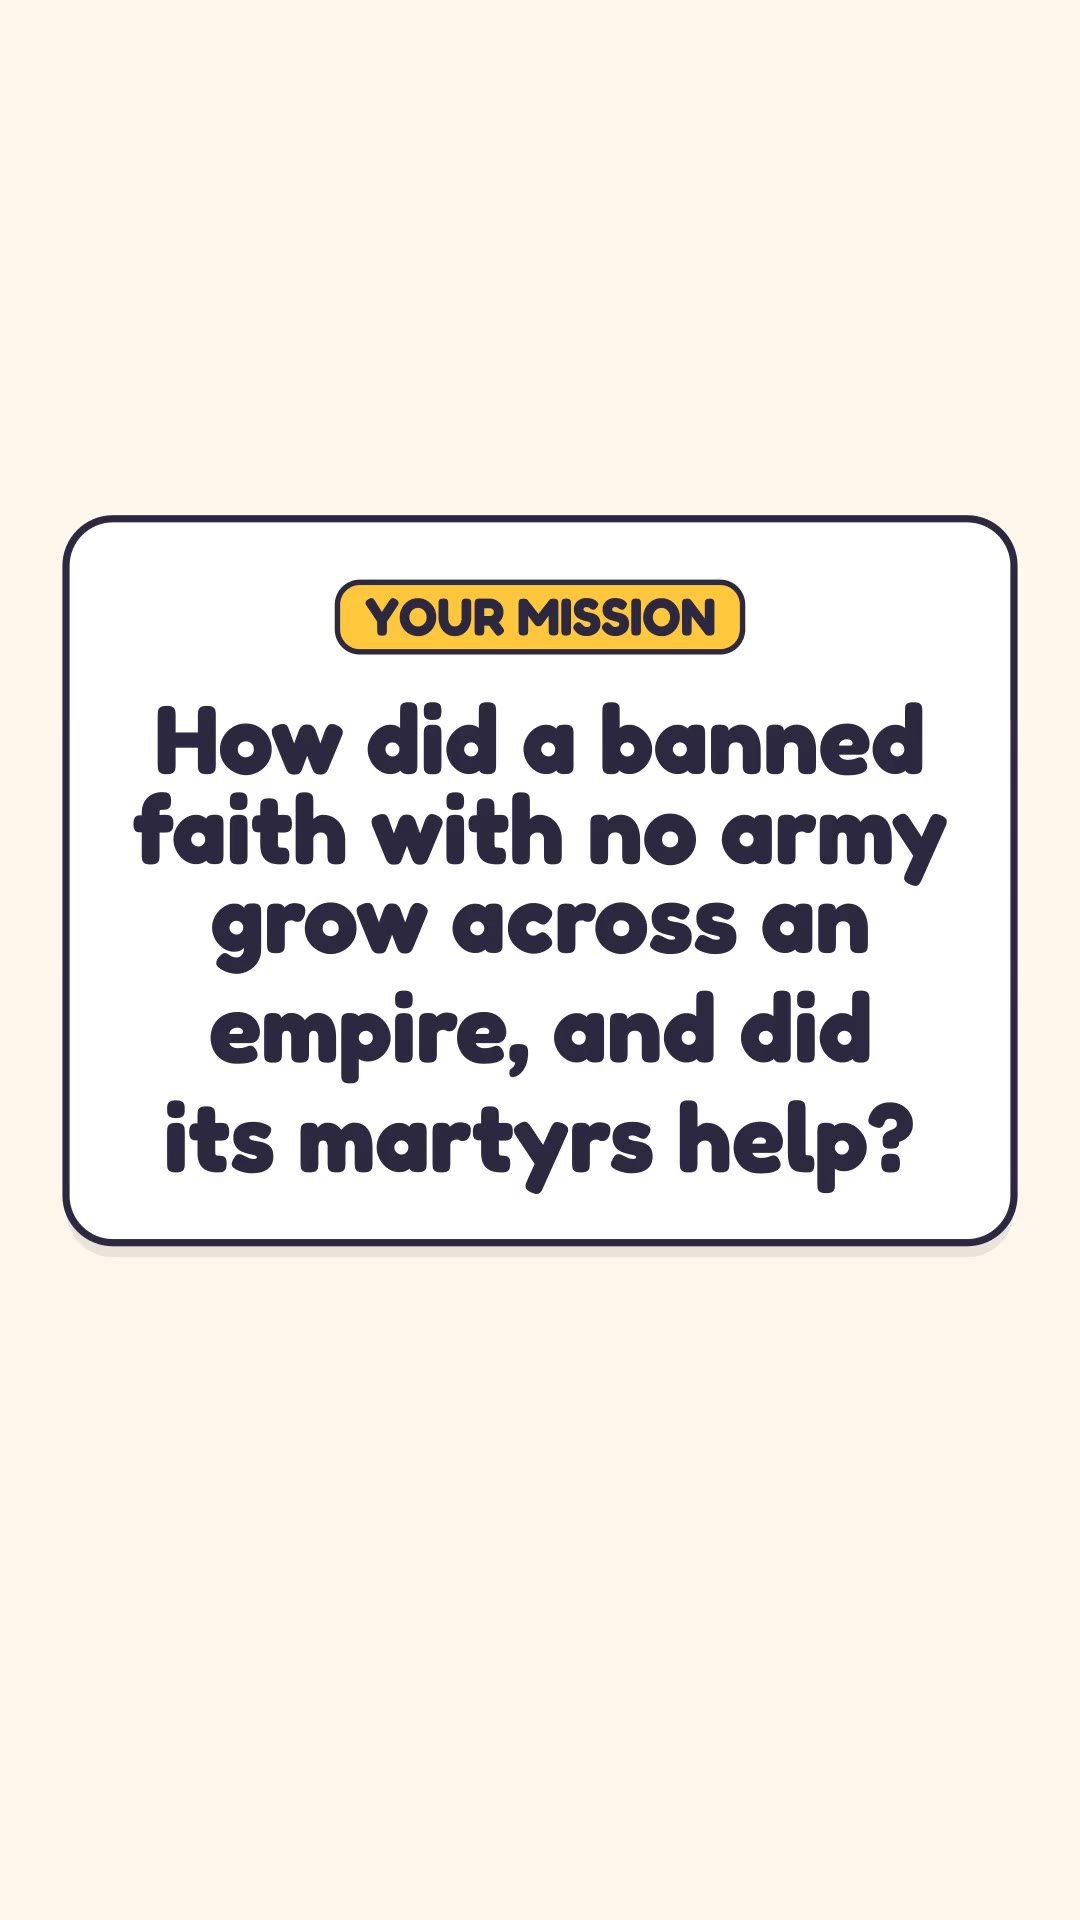 YOUR MISSION
How did a banned
faith with no army
grow across an
empire, and did
its martyrs help?